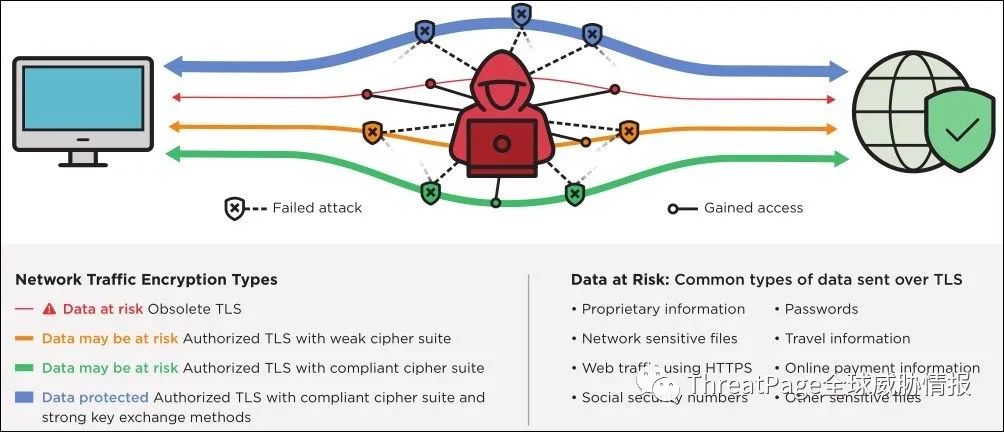 Failed attack
Gained access
Network Traffic Encryption Types
Data at risk Obsolete TLS
Data may be at risk Authorized TLS with weak cipher suite
Data may be at risk Authorized TLS with compliant cipher suite
Data protected Authorized TLS with compliant cipher suite and
strong key exchange methods
Data at Risk: Common types of data sent over TLS
• Proprietary information
• Network sensitive files
• Web traffic using HTTPS
• Social security numbers
• Passwords
• Travel information
• Online payment information
• Other sensitive files
ThreatPage全球威胁情报